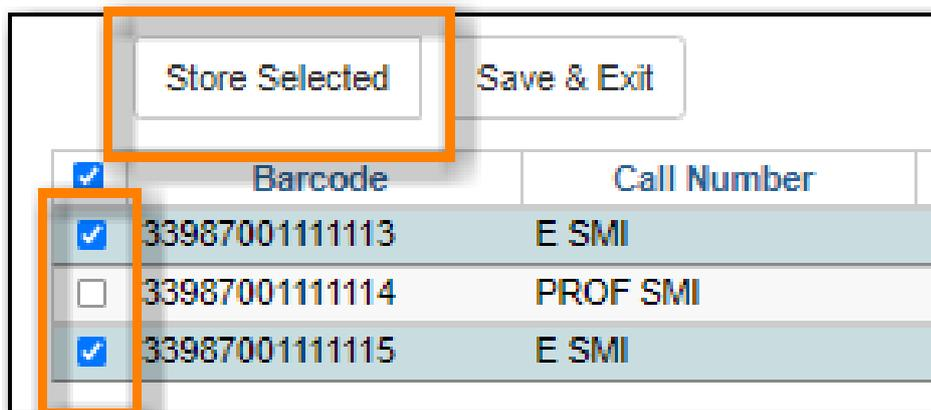 Store Selected Save & Exit
Barcode Call Number
33987001111113 E SMI
33987001111114 PROF SMI
33987001111115 E SMI